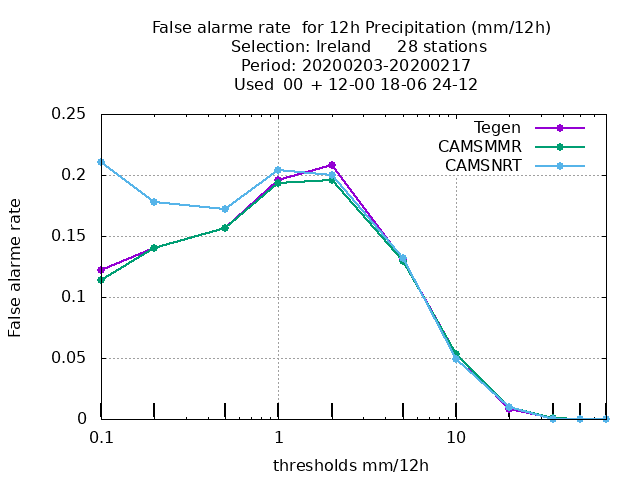 False alarme rate  for 12h Precipitation (mm/12h)
Selection: Ireland     28 stations
Period: 20200203-20200217
Used  00  + 12-00 18-06 24-12
Tegen
CAMSMMR
CAMSNRT
False alarme rate
0.25
0.2
0.15
0.1
0.05
0
0.1 1 10
thresholds mm/12h